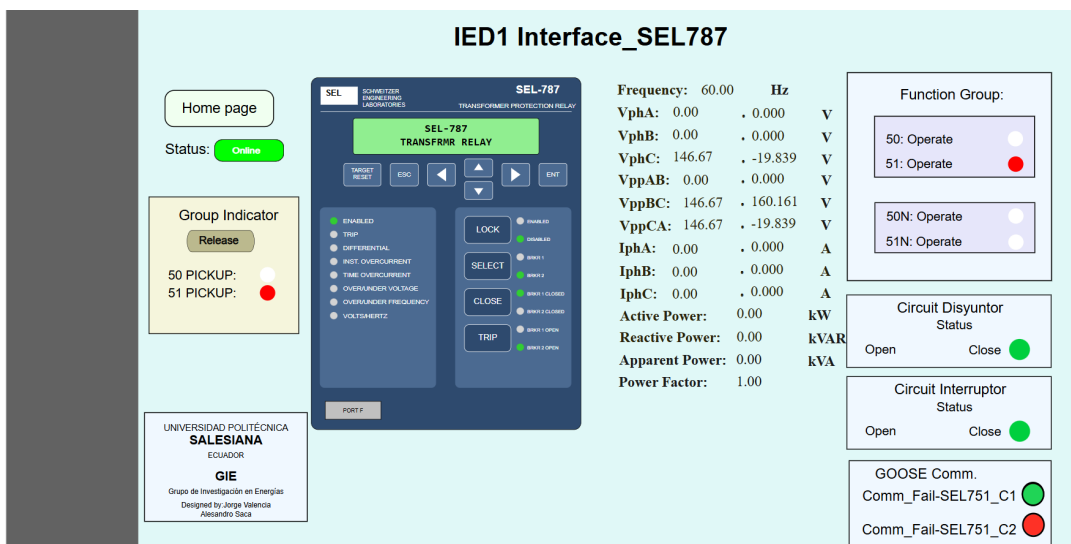 IED1 Interface_SEL787
Home page
Status: Online
Group Indicator
Release
50 PICKUP:
51 PICKUP:
UNIVERSIDAD POLITÉCNICA
SALESIANA
ECUADOR
GIE
Grupo de Investigación en Energías
Designed by:Jorge Valencia
Alesandro Saca
SEL
SCHWEITZER
ENGINEERING
LABORATORIES
SEL-787
TRANSFORMER PROTECTION RELAY
SEL-787
TRANSFRMR RELAY
TARGET
RESET
ESC
ENT
ENABLED
TRIP
DIFFERENTIAL
INST. OVERCURRENT
TIME OVERCURRENT
OVER/UNDER VOLTAGE
OVER/UNDER FREQUENCY
VOLTS/HERTZ
LOCK
ENABLED
DISABLED
SELECT
BRKR 1
BRKR 2
CLOSE
BRKR 1 CLOSED
BRKR 2 CLOSED
TRIP
BRKR 1 OPEN
BRKR 2 OPEN
PORT F
Frequency: 60.00 Hz
VphA: 0.00 . 0.000 V
VphB: 0.00 . 0.000 V
VphC: 146.67 . -19.839 V
VppAB: 0.00 . 0.000 V
VppBC: 146.67 . 160.161 V
VppCA: 146.67 . -19.839 V
IphA: 0.00 . 0.000 A
IphB: 0.00 . 0.000 A
IphC: 0.00 . 0.000 A
Active Power: 0.00 kW
Reactive Power: 0.00 kVAR
Apparent Power: 0.00 kVA
Power Factor: 1.00
Function Group:
50: Operate
51: Operate
50N: Operate
51N: Operate
Circuit Disyuntor
Status
Open Close
Circuit Interruptor
Status
Open Close
GOOSE Comm.
Comm_Fail-SEL751_C1
Comm_Fail-SEL751_C2